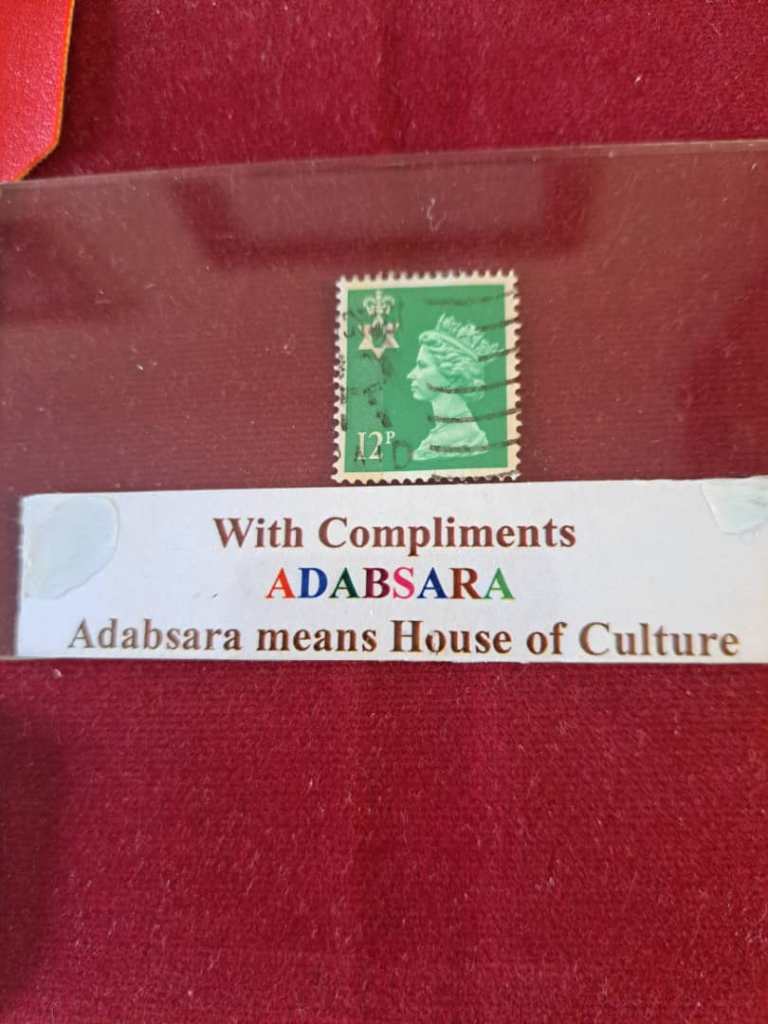 12P
With Compliments
ADABSARA
Adabsara means House of Culture